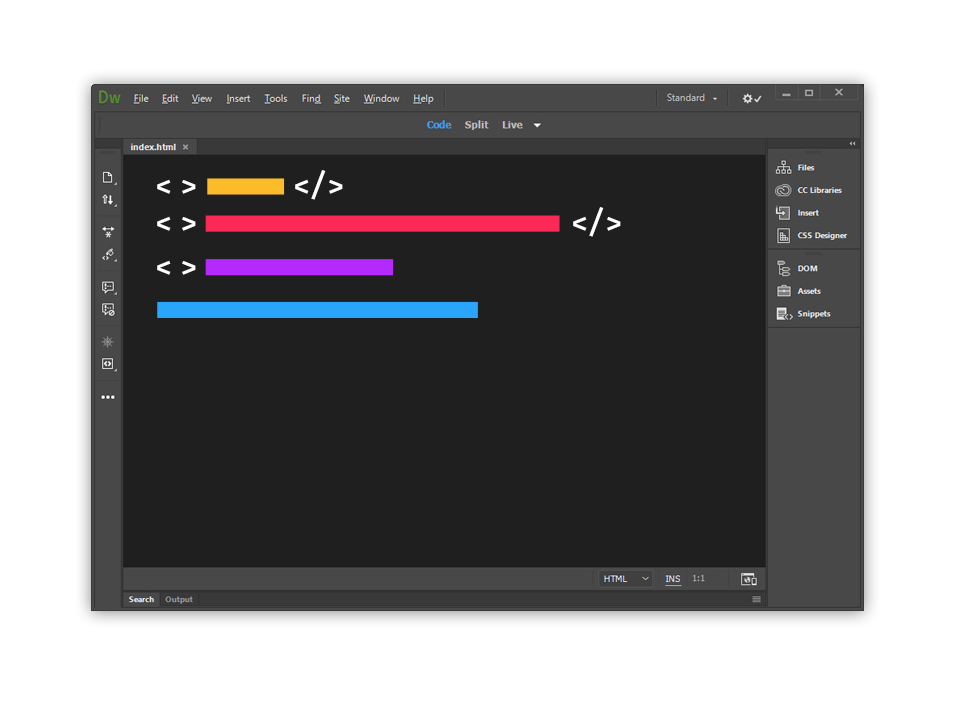 Dw File Edit View Insert Tools Find Site Window Help Standard
Code Split Live
index.html
< > </>
< > </>
< >
Files
CC Libraries
Insert
CSS Designer
DOM
Assets
Snippets
HTML INS 1:1
Search Output